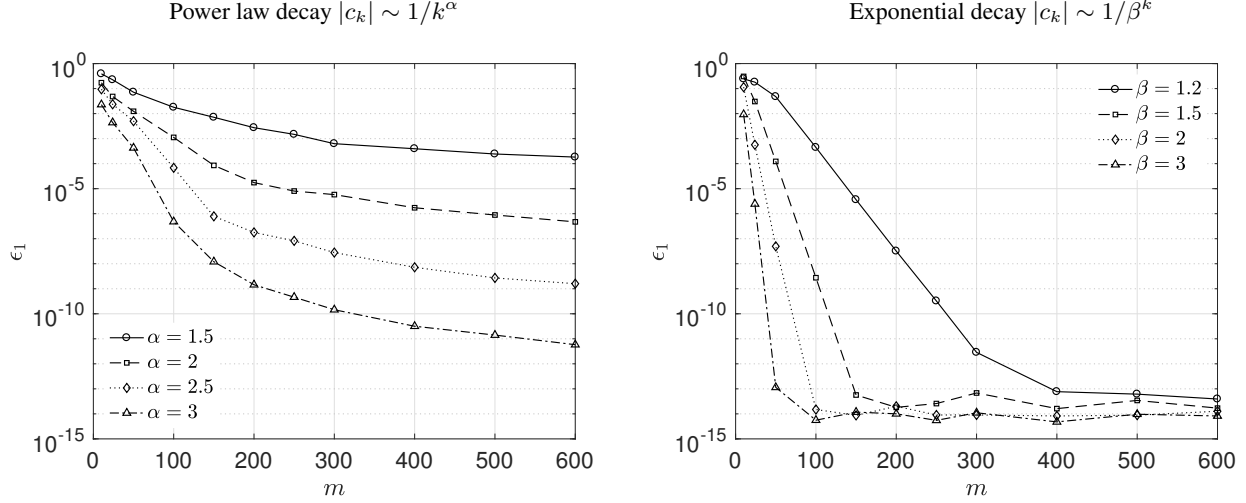 Power law decay |c_k| ∼ 1/k^α
10^0
10^{-5}
10^{-10}
10^{-15}
ϵ_1
α = 1.5
α = 2
α = 2.5
α = 3
0 100 200 300 400 500 600
m
Exponential decay |c_k| ∼ 1/β^k
10^0
10^{-5}
10^{-10}
10^{-15}
ϵ_1
β = 1.2
β = 1.5
β = 2
β = 3
0 100 200 300 400 500 600
m